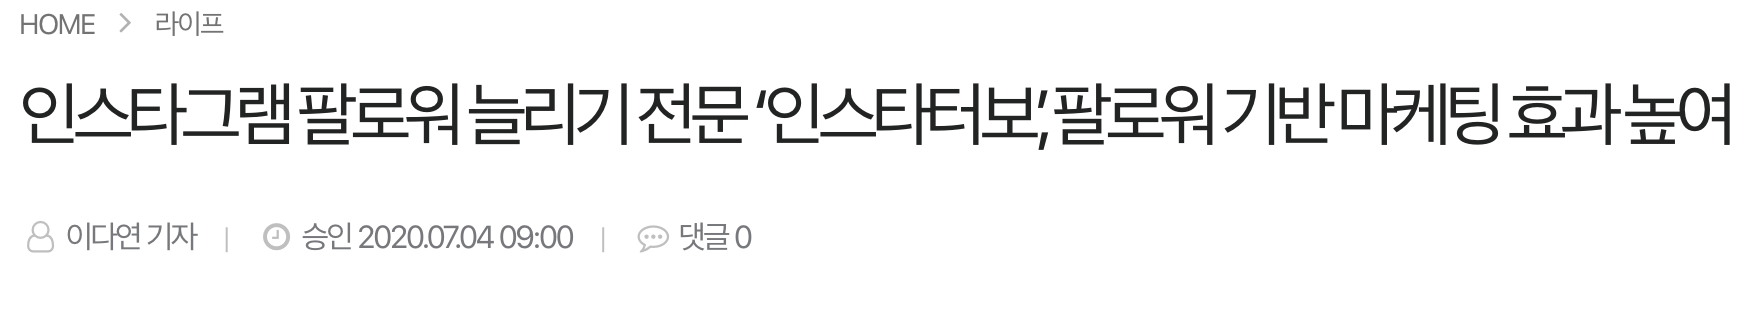 HOME > 라이프
인스타그램 팔로워 늘리기 전문 ‘인스타터보’, 팔로워 기반 마케팅 효과 높여
이다연 기자 | 승인 2020.07.04 09:00 | 댓글 0